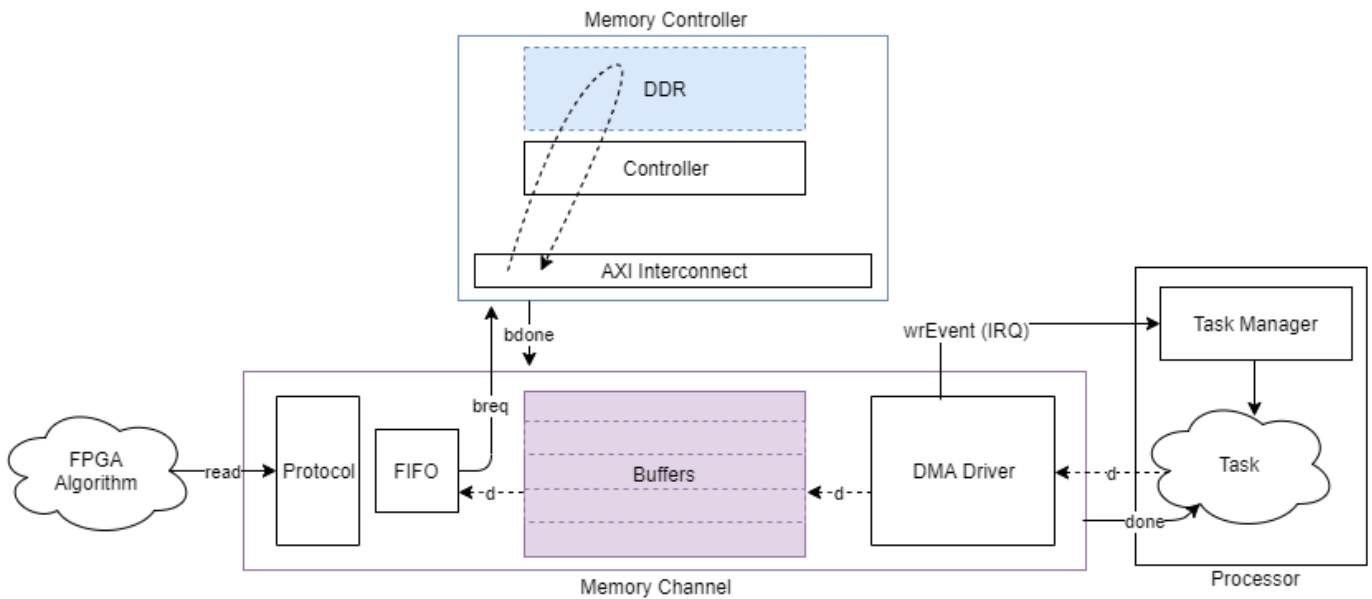 Memory Controller
DDR
Controller
AXI Interconnect
bdone
wrEvent (IRQ)
Task Manager
breq
FPGA
Algorithm
read
Protocol
FIFO
Buffers
DMA Driver
Task
d
d
d
done
Memory Channel
Processor